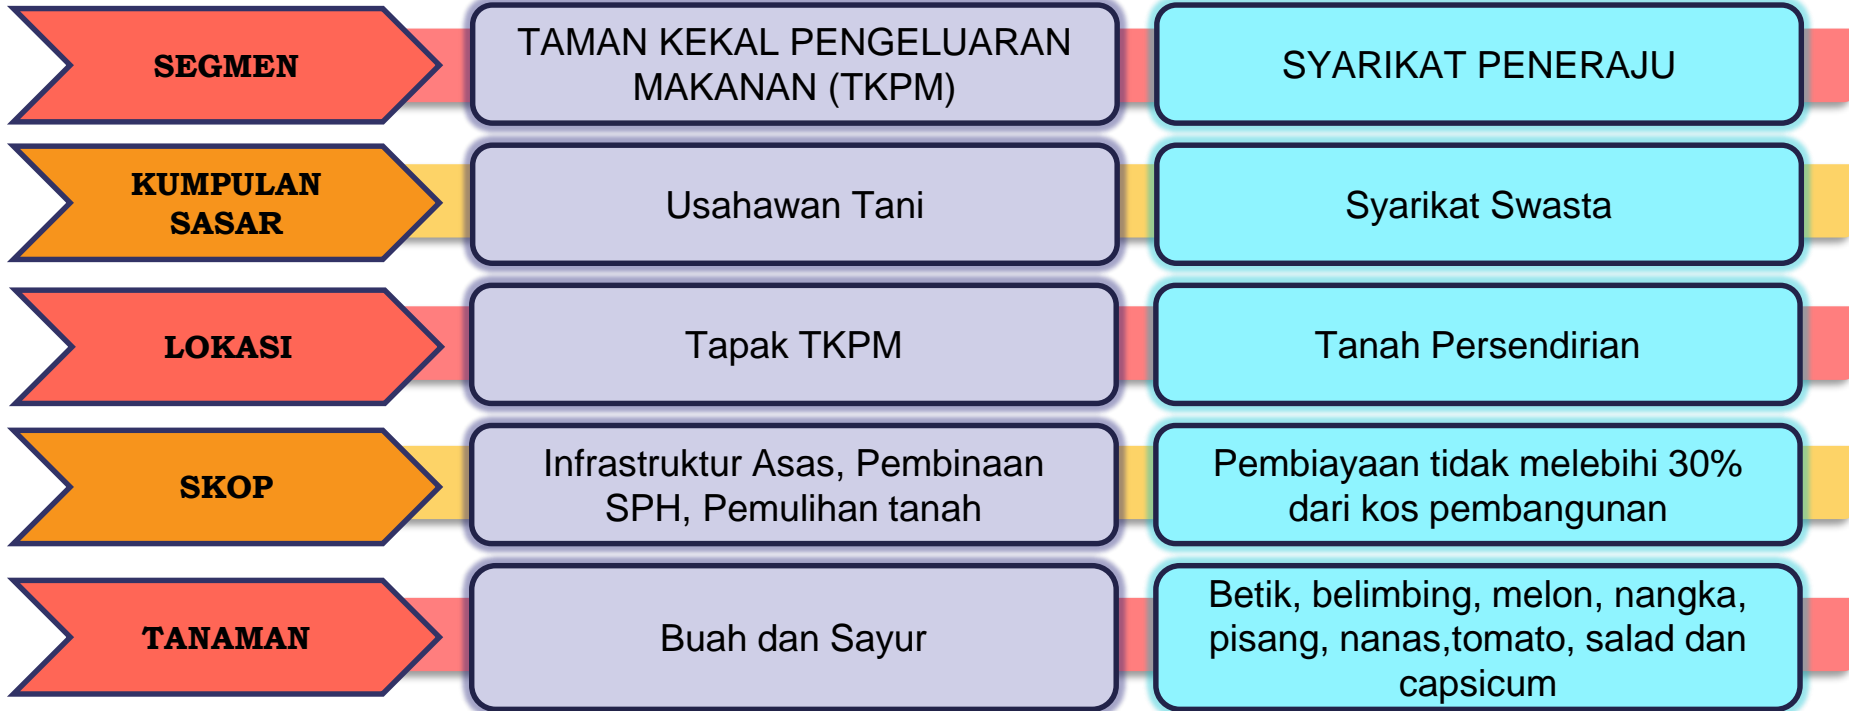 SEGMEN
TAMAN KEKAL PENGELUARAN
MAKANAN (TKPM)
SYARIKAT PENERAJU
KUMPULAN
SASAR
Usahawan Tani
Syarikat Swasta
LOKASI
Tapak TKPM
Tanah Persendirian
SKOP
Infrastruktur Asas, Pembinaan
SPH, Pemulihan tanah
Pembiayaan tidak melebihi 30%
dari kos pembangunan
TANAMAN
Buah dan Sayur
Betik, belimbing, melon, nangka,
pisang, nanas,tomato, salad dan
capsicum